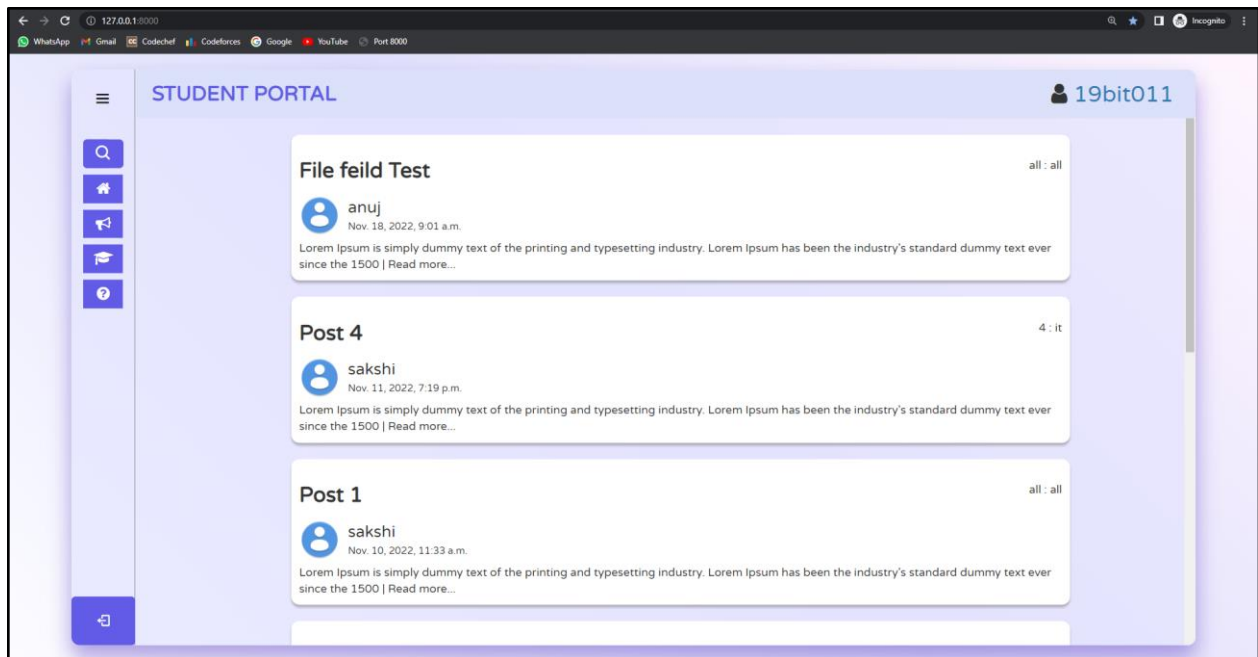 127.0.0.1:8000
Incognito
WhatsApp Gmail CC Codechef Codeforces Google YouTube Port 8000
STUDENT PORTAL
19bit011
File feild Test
all : all
anuj
Nov. 18, 2022, 9:01 a.m.
Lorem Ipsum is simply dummy text of the printing and typesetting industry. Lorem Ipsum has been the industry's standard dummy text ever
since the 1500 | Read more...
Post 4
4 : it
sakshi
Nov. 11, 2022, 7:19 p.m.
Lorem Ipsum is simply dummy text of the printing and typesetting industry. Lorem Ipsum has been the industry's standard dummy text ever
since the 1500 | Read more...
Post 1
all : all
sakshi
Nov. 10, 2022, 11:33 a.m.
Lorem Ipsum is simply dummy text of the printing and typesetting industry. Lorem Ipsum has been the industry's standard dummy text ever
since the 1500 | Read more...